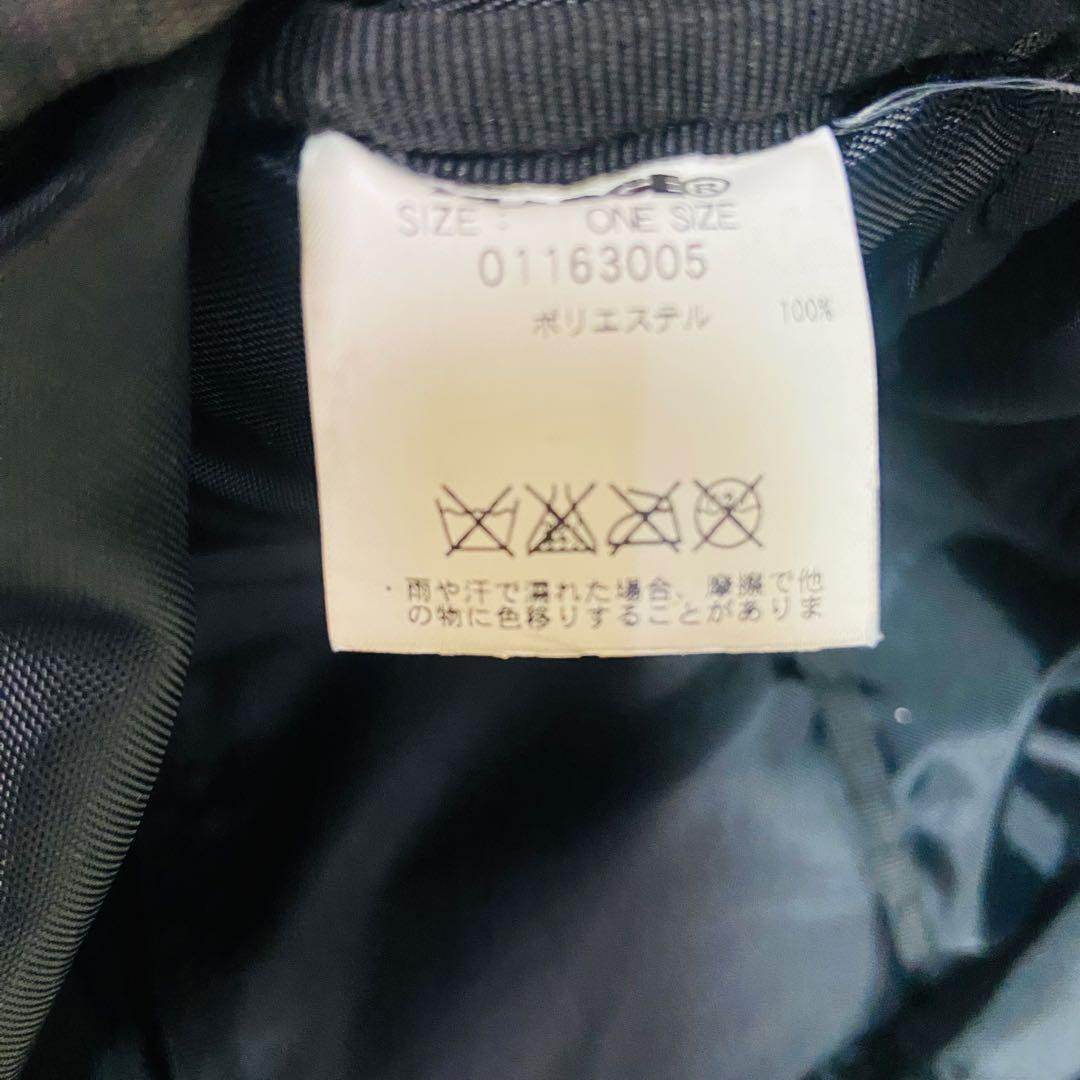 SIZE : ONE SIZE
01163005
ポリエステル 100%
・雨や汗で濡れた場合、摩擦で他
の物に色移りすることがありま